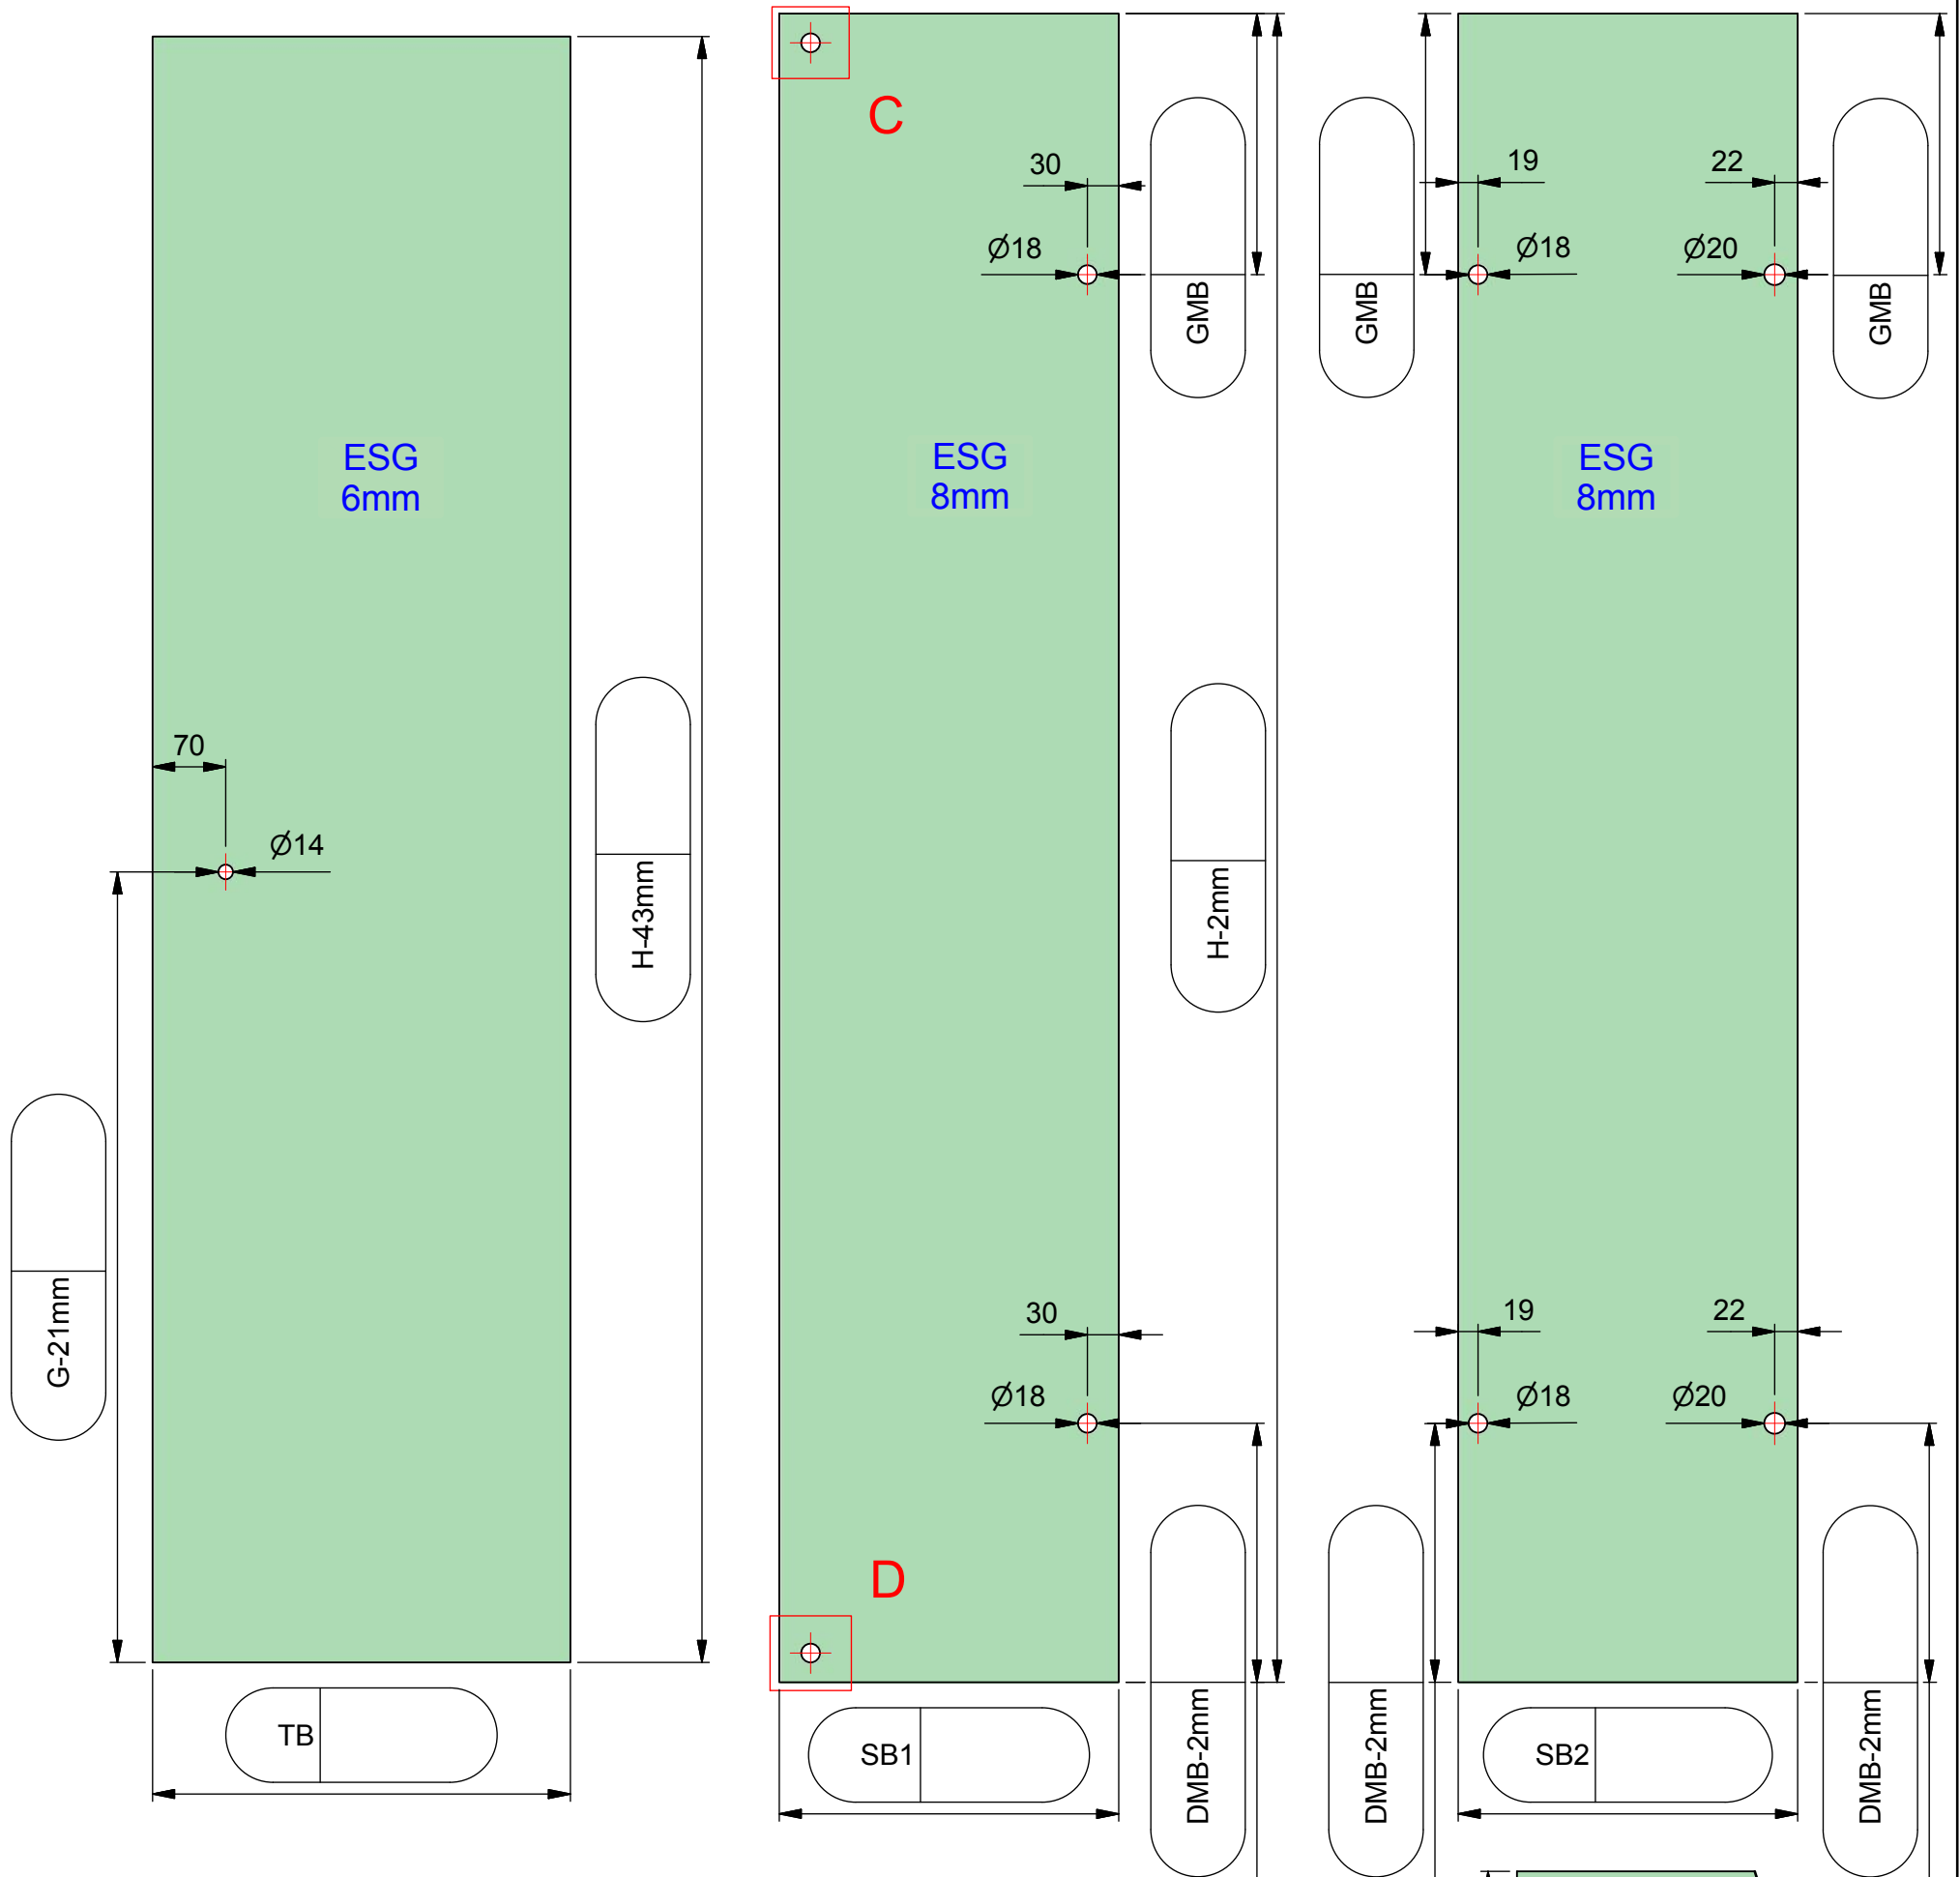 C
30
19
22
Ø18
Ø18
Ø20
GMB
GMB
GMB
ESG
6mm
ESG
8mm
ESG
8mm
70
Ø14
H-43mm
H-2mm
G-21mm
30
19
22
Ø18
Ø18
Ø20
D
TB
SB1
DMB-2mm
DMB-2mm
SB2
DMB-2mm